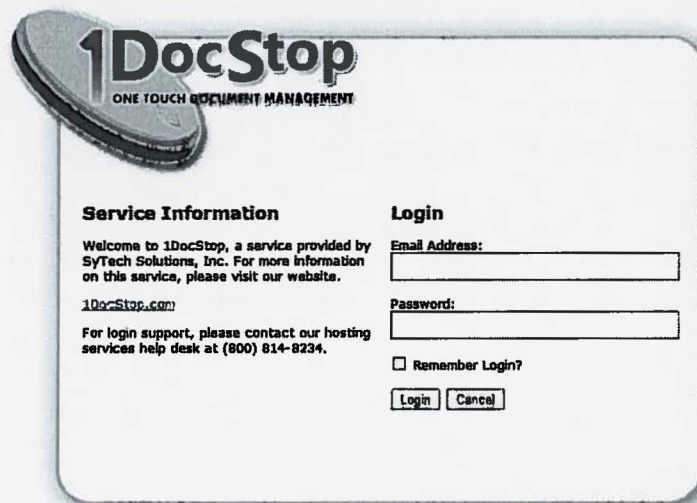 1DocStop
ONE TOUCH DOCUMENT MANAGEMENT
Service Information
Welcome to 1DocStop, a service provided by
SyTech Solutions, Inc. For more information
on this service, please visit our website.
1DocStop.com
For login support, please contact our hosting
services help desk at (800) 814-8234.
Login
Email Address:
Password:
Remember Login?
Login Cancel